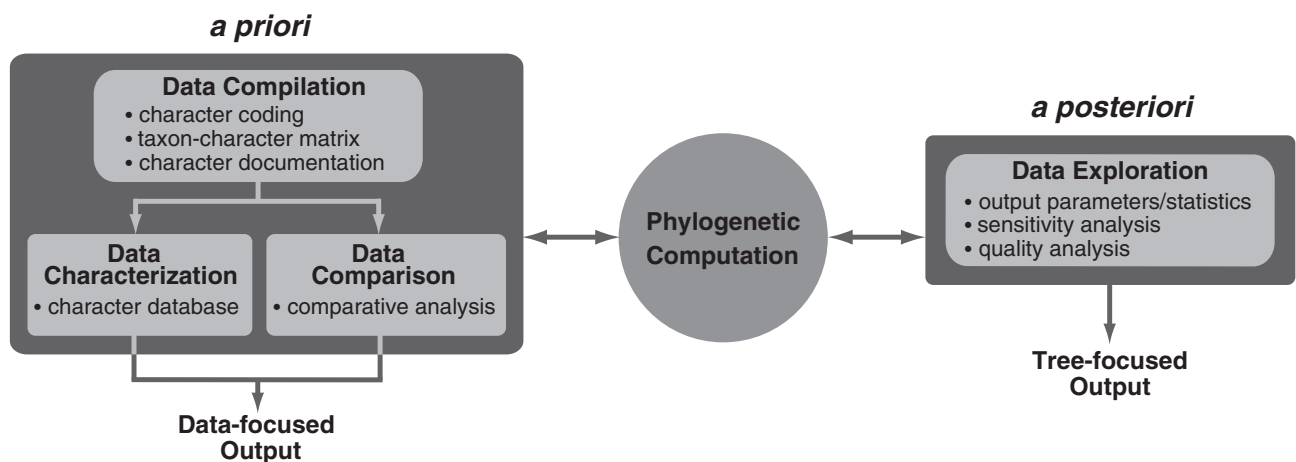 a priori
Data Compilation
• character coding
• taxon-character matrix
• character documentation
Data
Characterization
• character database
Data
Comparison
• comparative analysis
Data-focused
Output
Phylogenetic
Computation
a posteriori
Data Exploration
• output parameters/statistics
• sensitivity analysis
• quality analysis
Tree-focused
Output